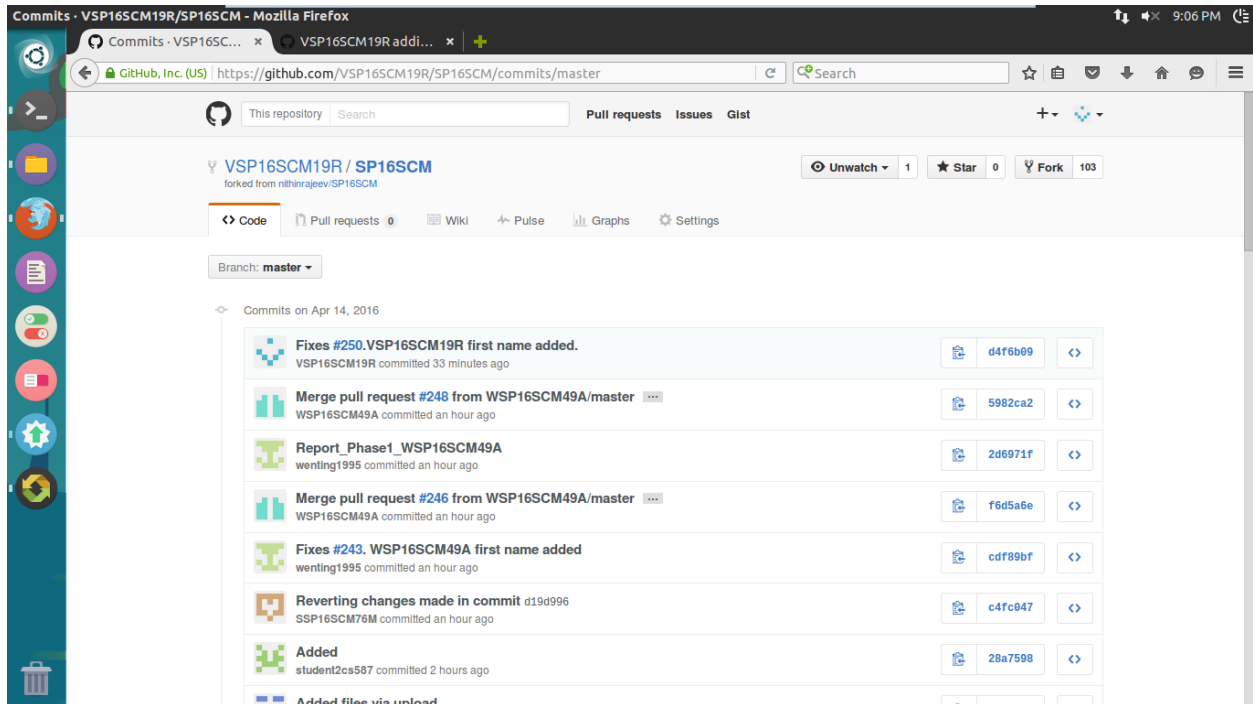 Commits · VSP16SCM19R/SP16SCM - Mozilla Firefox
9:06 PM
Commits · VSP16SC... ×
VSP16SCM19R addi... ×
GitHub, Inc. (US) https://github.com/VSP16SCM19R/SP16SCM/commits/master
Search
This repository Search
Pull requests Issues Gist
VSP16SCM19R / SP16SCM
Unwatch 1
Star 0
Fork 103
forked from nithinrajeev/SP16SCM
Code
Pull requests 0
Wiki
Pulse
Graphs
Settings
Branch: master
Commits on Apr 14, 2016
Fixes #250.VSP16SCM19R first name added.
VSP16SCM19R committed 33 minutes ago
d4f6b09
Merge pull request #248 from WSP16SCM49A/master ...
WSP16SCM49A committed an hour ago
5982ca2
Report_Phase1_WSP16SCM49A
wenting1995 committed an hour ago
2d6971f
Merge pull request #246 from WSP16SCM49A/master ...
WSP16SCM49A committed an hour ago
f6d5a6e
Fixes #243. WSP16SCM49A first name added
wenting1995 committed an hour ago
cdf89bf
Reverting changes made in commit d19d996
SSP16SCM76M committed an hour ago
c4fc047
Added
student2cs587 committed 2 hours ago
28a7598
Added files via upload